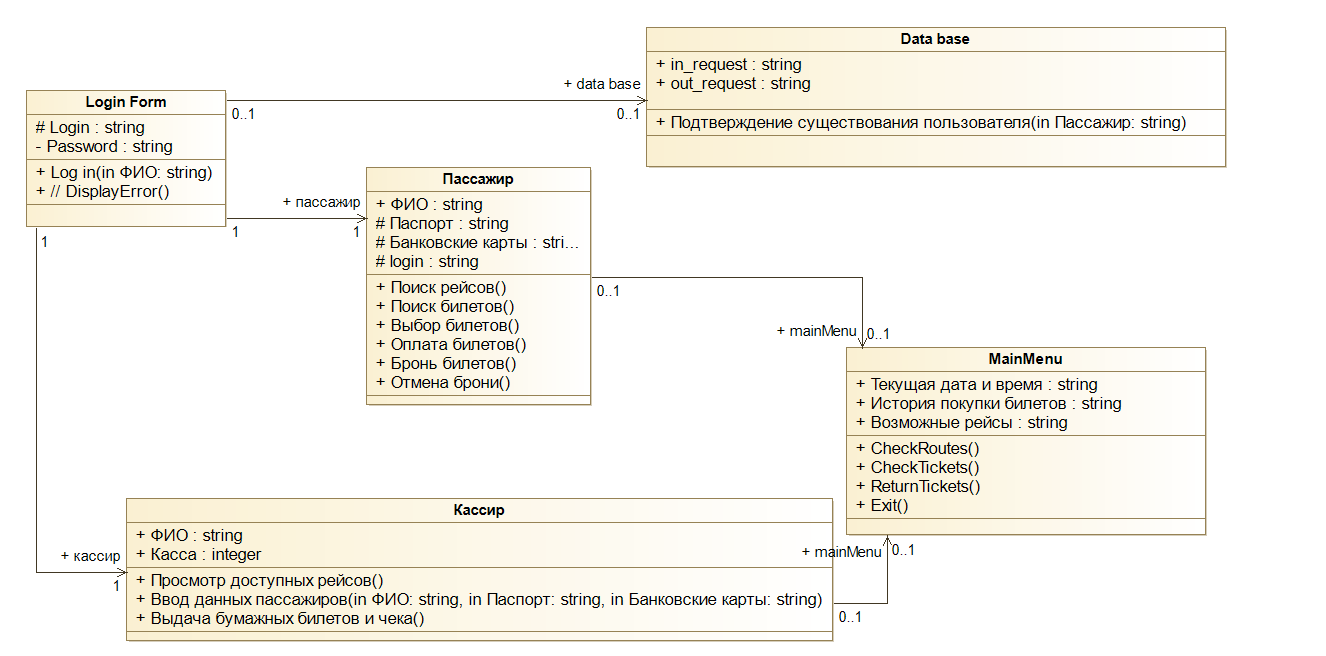 Data base
+ in_request : string
+ out_request : string
+ Подтверждение существования пользователя(in Пассажир: string)
+ data base
0..1
0..1
Login Form
# Login : string
- Password : string
+ Log in(in ФИО: string)
+ // DisplayError()
+ пассажир
1
1
1
Пассажир
+ ФИО : string
# Паспорт : string
# Банковские карты : stri...
# login : string
+ Поиск рейсов()
+ Поиск билетов()
+ Выбор билетов()
+ Оплата билетов()
+ Бронь билетов()
+ Отмена брони()
0..1
+ mainMenu
0..1
MainMenu
+ Текущая дата и время : string
+ История покупки билетов : string
+ Возможные рейсы : string
+ CheckRoutes()
+ CheckTickets()
+ ReturnTickets()
+ Exit()
Кассир
+ ФИО : string
+ Касса : integer
+ Просмотр доступных рейсов()
+ Ввод данных пассажиров(in ФИО: string, in Паспорт: string, in Банковские карты: string)
+ Выдача бумажных билетов и чека()
+ кассир
1
+ mainMenu
0..1
0..1